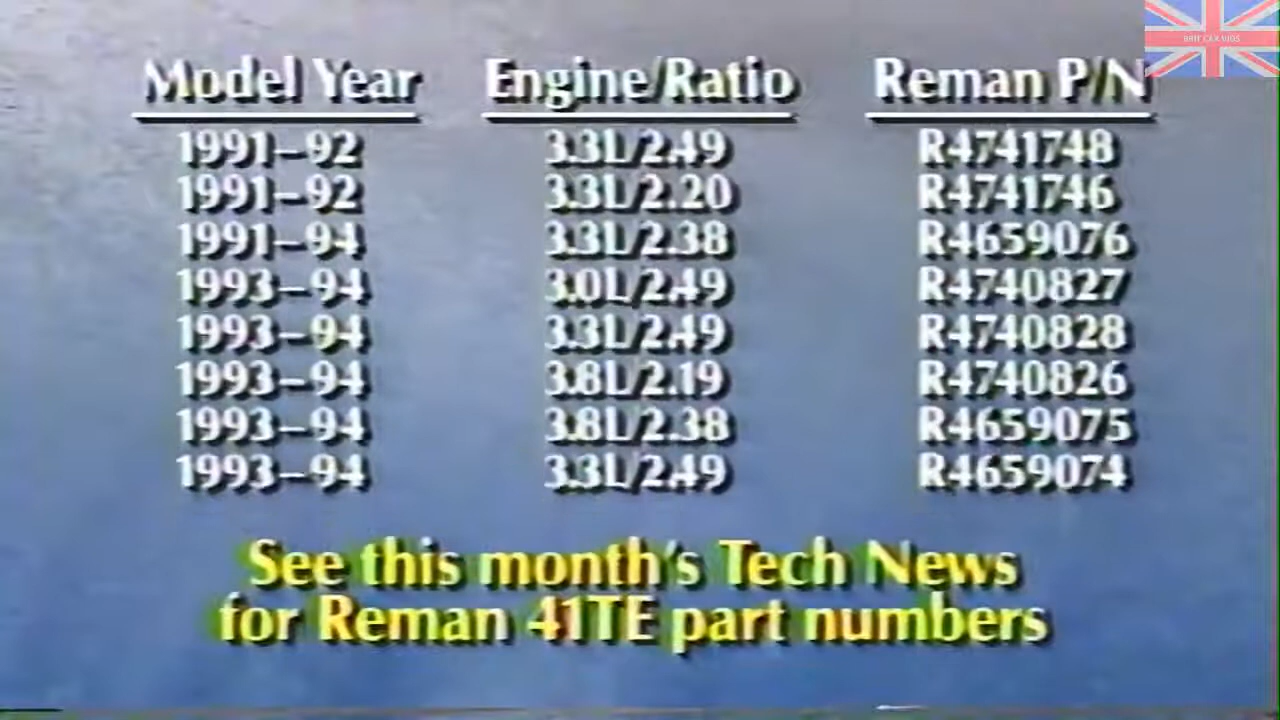 BRIT CAR VIDS
Model Year Engine/Ratio Reman P/N
1991–92 3.3L/2.49 R4741748
1991–92 3.3L/2.20 R4741746
1991–94 3.3L/2.38 R4659076
1993–94 3.0L/2.49 R4740827
1993–94 3.3L/2.49 R4740828
1993–94 3.8L/2.19 R4740826
1993–94 3.8L/2.38 R4659075
1993–94 3.3L/2.49 R4659074
See this month's Tech News
for Reman 41TE part numbers